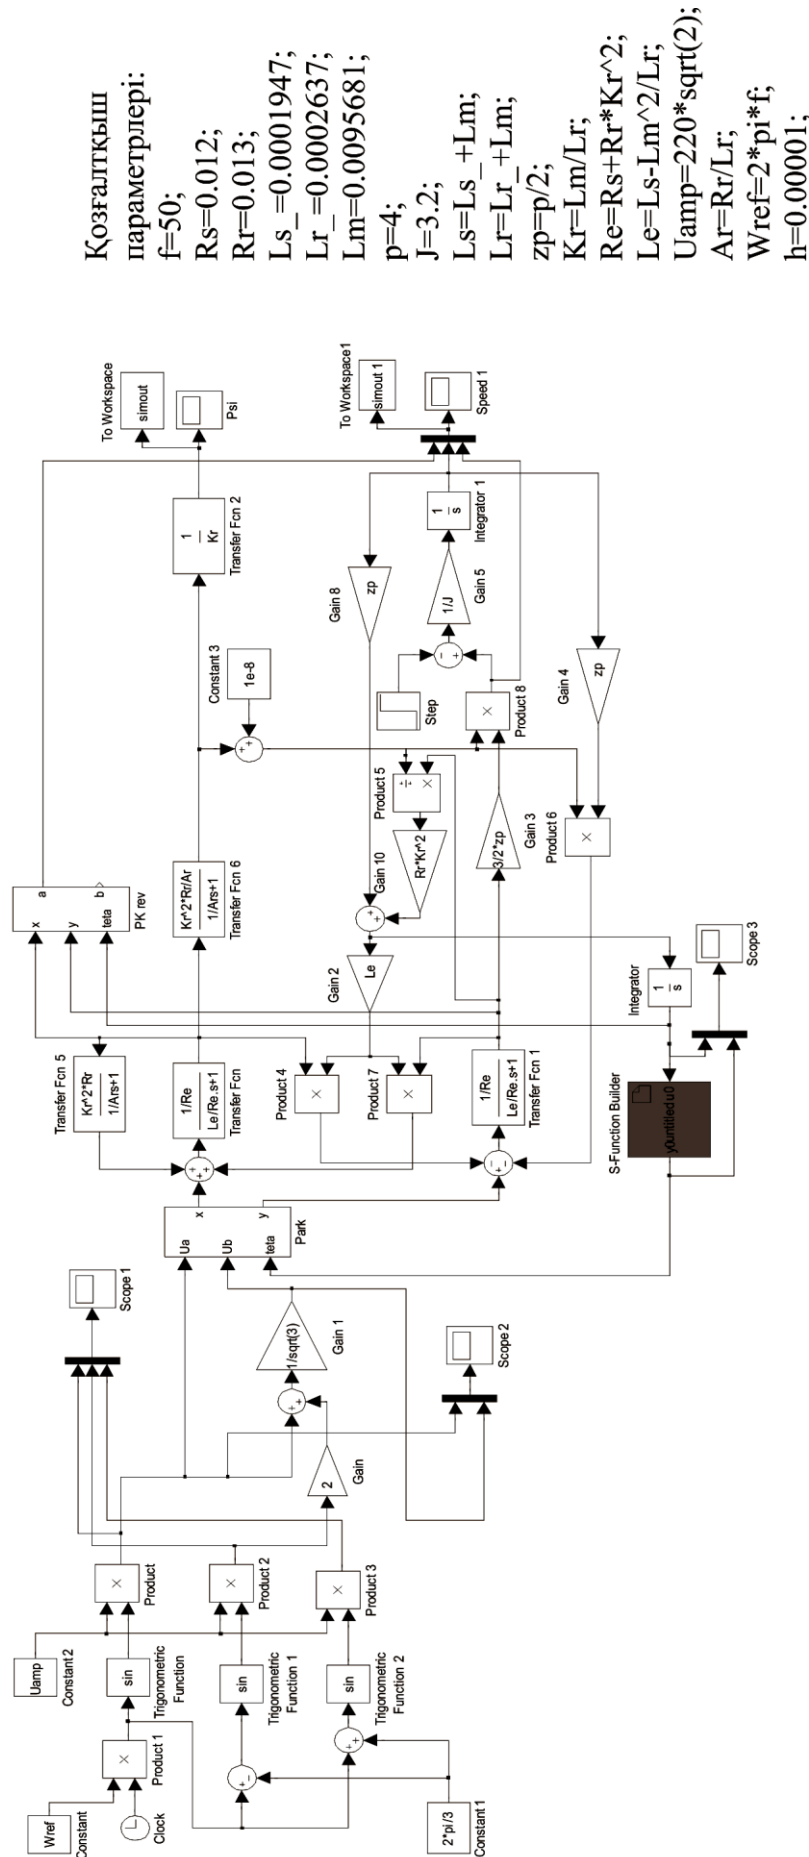 Қозғалтқыш
параметрлері:
f=50;
Rs=0.012;
Rr=0.013;
Ls_=0.0001947;
Lr_=0.0002637;
Lm=0.0095681;
p=4;
J=3.2;
Ls=Ls_+Lm;
Lr=Lr_+Lm;
zp=p/2;
Kr=Lm/Lr;
Re=Rs+Rr*Kr^2;
Le=Ls-Lm^2/Lr;
Uamp=220*sqrt(2);
Ar=Rr/Lr;
Wref=2*pi*f;
h=0.00001;
Wref
Constant
Clock
×
Product 1
Uamp
Constant2
sin
Trigonometric
Function
×
Product
sin
Trigonometric
Function 1
×
Product 2
sin
Trigonometric
Function 2
×
Product 3
2*pi/3
Constant1
2
Gain
1/sqrt(3)
Gain 1
Scope 1
Scope 2
Ua
Ub
teta
x
y
Park
Kr^2*Rr
1/Ars+1
Transfer Fcn 5
1/Re
Le/Re.s+1
Transfer Fcn
×
Product 4
×
Product 7
1/Re
Le/Re.s+1
Transfer Fcn 1
S-Function Builder
y0untitledu0
x
y
teta
a
b
PK rev
Kr^2*Rr/Ar
1/Ars+1
Transfer Fcn 6
Le
Gain 2
Rr*Kr^2
Gain 10
÷
×
Product 5
3/2*zp
Gain 3
×
Product 6
1
s
Integrator
Scope 3
1e-8
Constant 3
Step
×
Product 8
zp
Gain 4
zp
Gain 8
1/J
Gain 5
1
s
Integrator 1
1
Kr
Transfer Fcn 2
simout
To Workspace
Psi
simout 1
To Workspace1
Speed 1